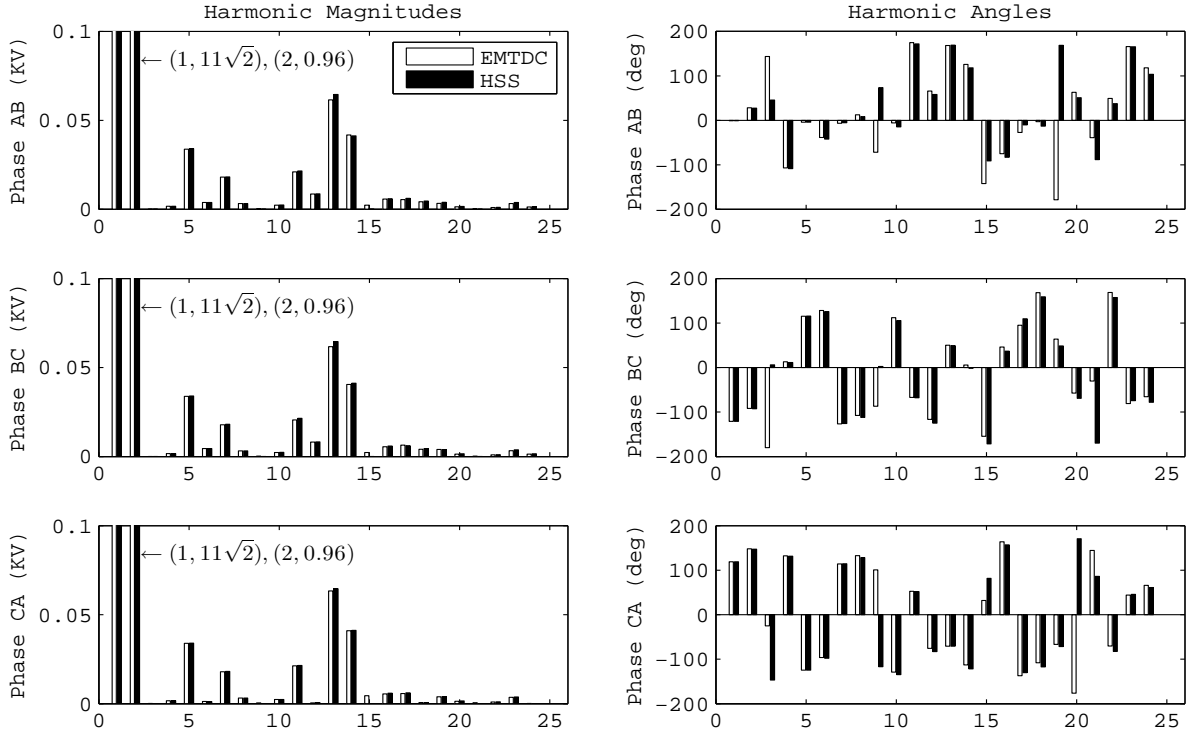 Harmonic Magnitudes
Phase AB (KV)
0.1
0.05
0
← (1, 11√2), (2, 0.96)
EMTDC
HSS
0 5 10 15 20 25
Harmonic Angles
Phase AB (deg)
200
100
0
−100
−200
0 5 10 15 20 25
Phase BC (KV)
0.1
0.05
0
← (1, 11√2), (2, 0.96)
0 5 10 15 20 25
Phase BC (deg)
200
100
0
−100
−200
0 5 10 15 20 25
Phase CA (KV)
0.1
0.05
0
← (1, 11√2), (2, 0.96)
0 5 10 15 20 25
Phase CA (deg)
200
100
0
−100
−200
0 5 10 15 20 25